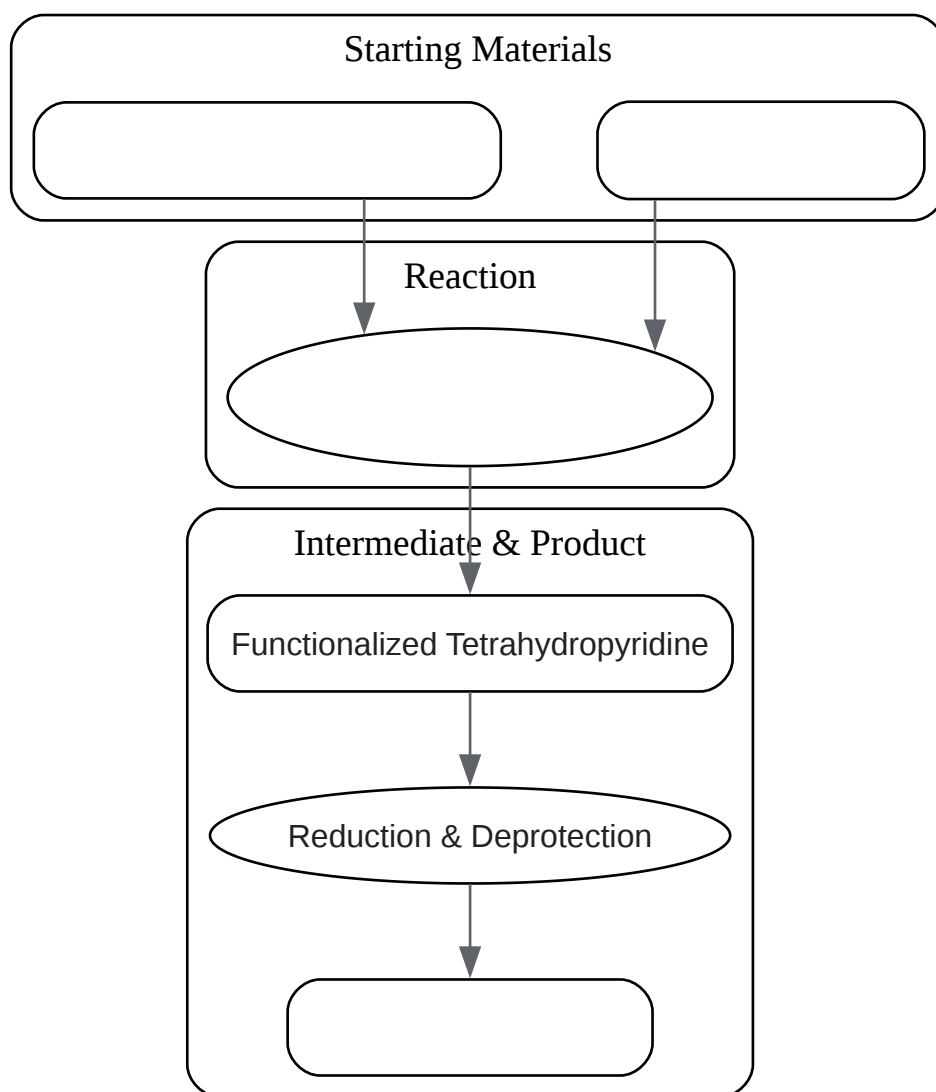 Starting Materials
Reaction
Intermediate & Product
Functionalized Tetrahydropyridine
Reduction & Deprotection